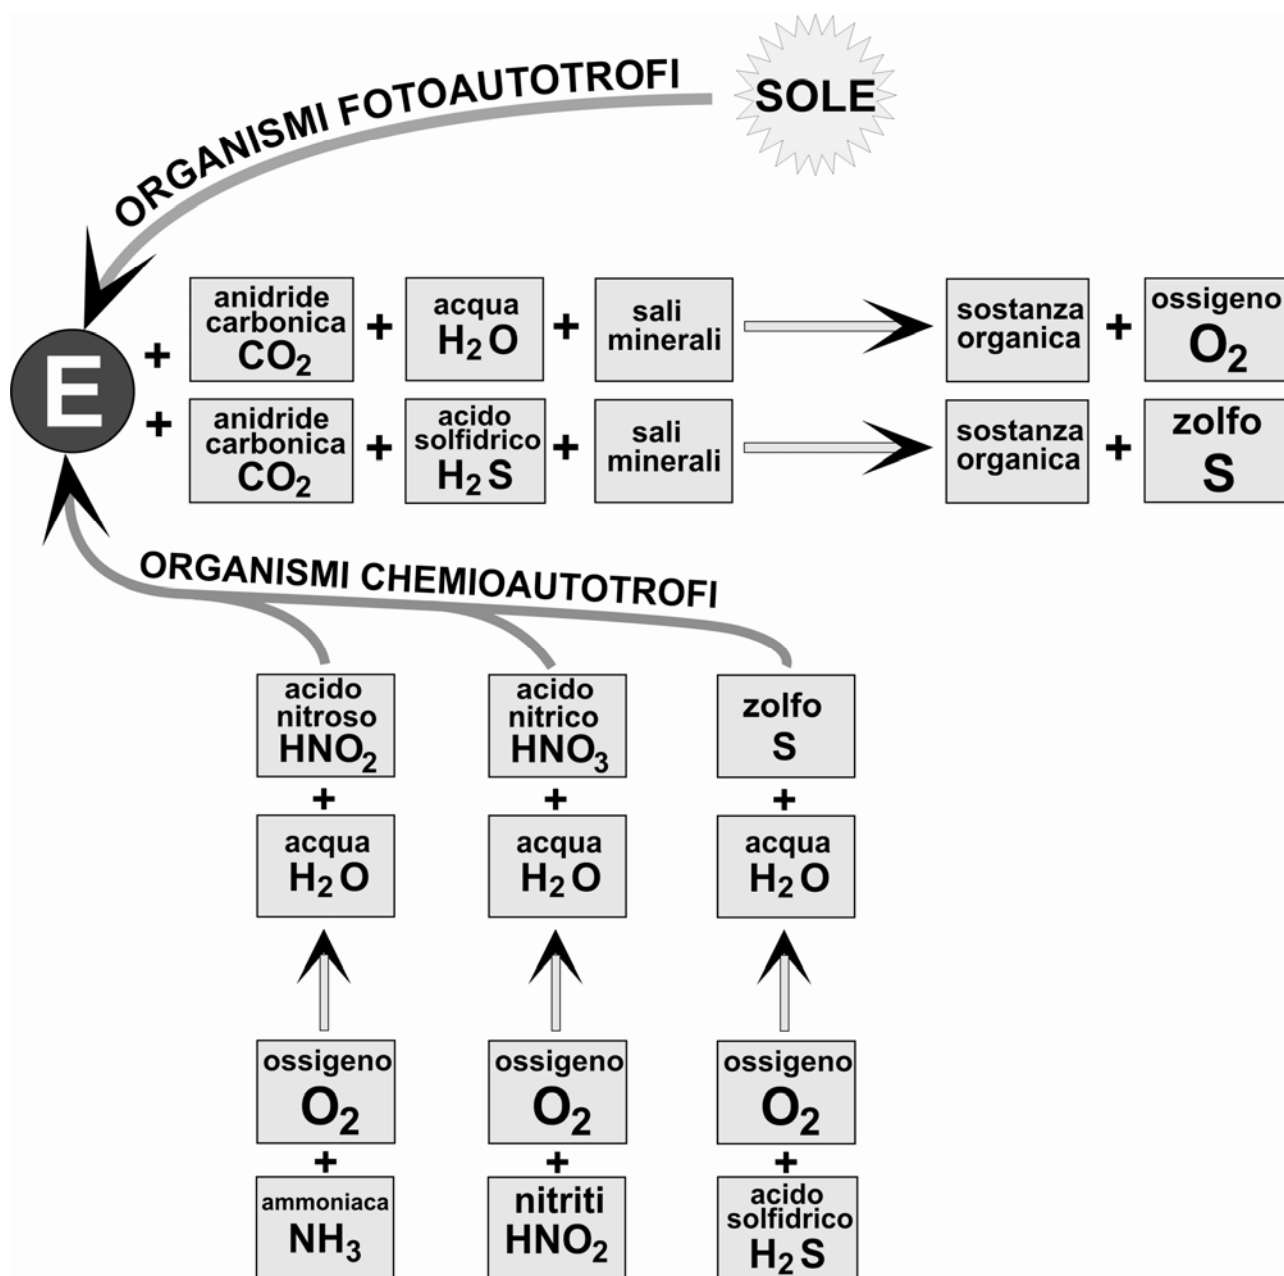 SOLE
ORGANISMI FOTOAUTOTROFI
E
+
anidride
carbonica
CO₂
+
acqua
H₂O
+
sali
minerali
sostanza
organica
+
ossigeno
O₂
+
anidride
carbonica
CO₂
+
acido
solfidrico
H₂S
+
sali
minerali
sostanza
organica
+
zolfo
S
ORGANISMI CHEMIOAUTOTROFI
acido
nitroso
HNO₂
+
acqua
H₂O
ossigeno
O₂
+
ammoniaca
NH₃
acido
nitrico
HNO₃
+
acqua
H₂O
ossigeno
O₂
+
nitriti
HNO₂
zolfo
S
+
acqua
H₂O
ossigeno
O₂
+
acido
solfidrico
H₂S